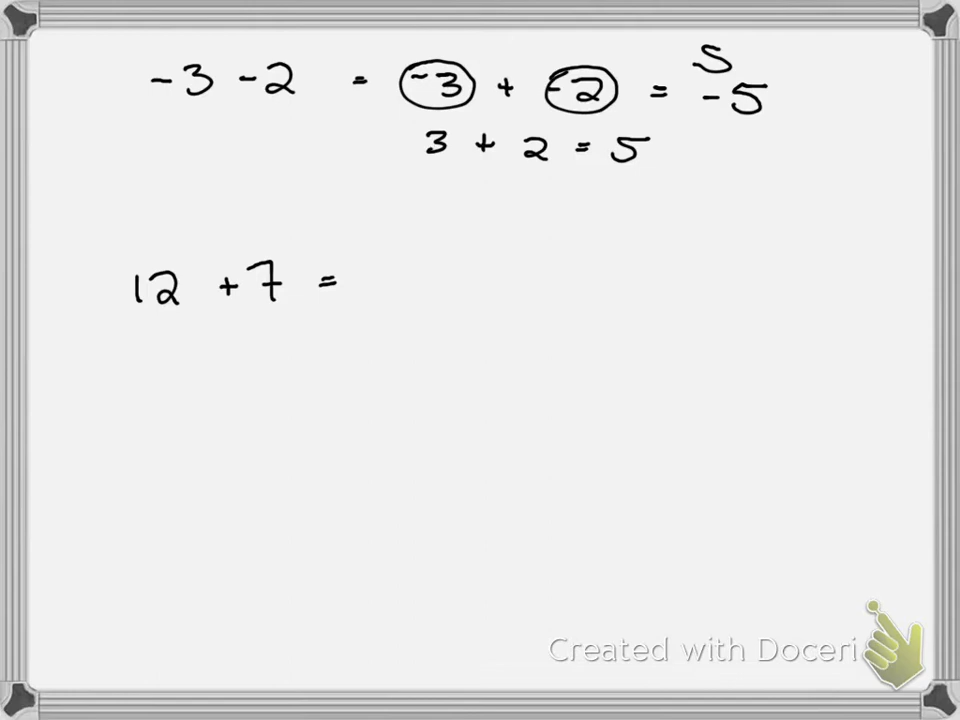 5
-3 -2 = -3 + -2 = -5
3 + 2 = 5
12 +7 =
Created with Doceri